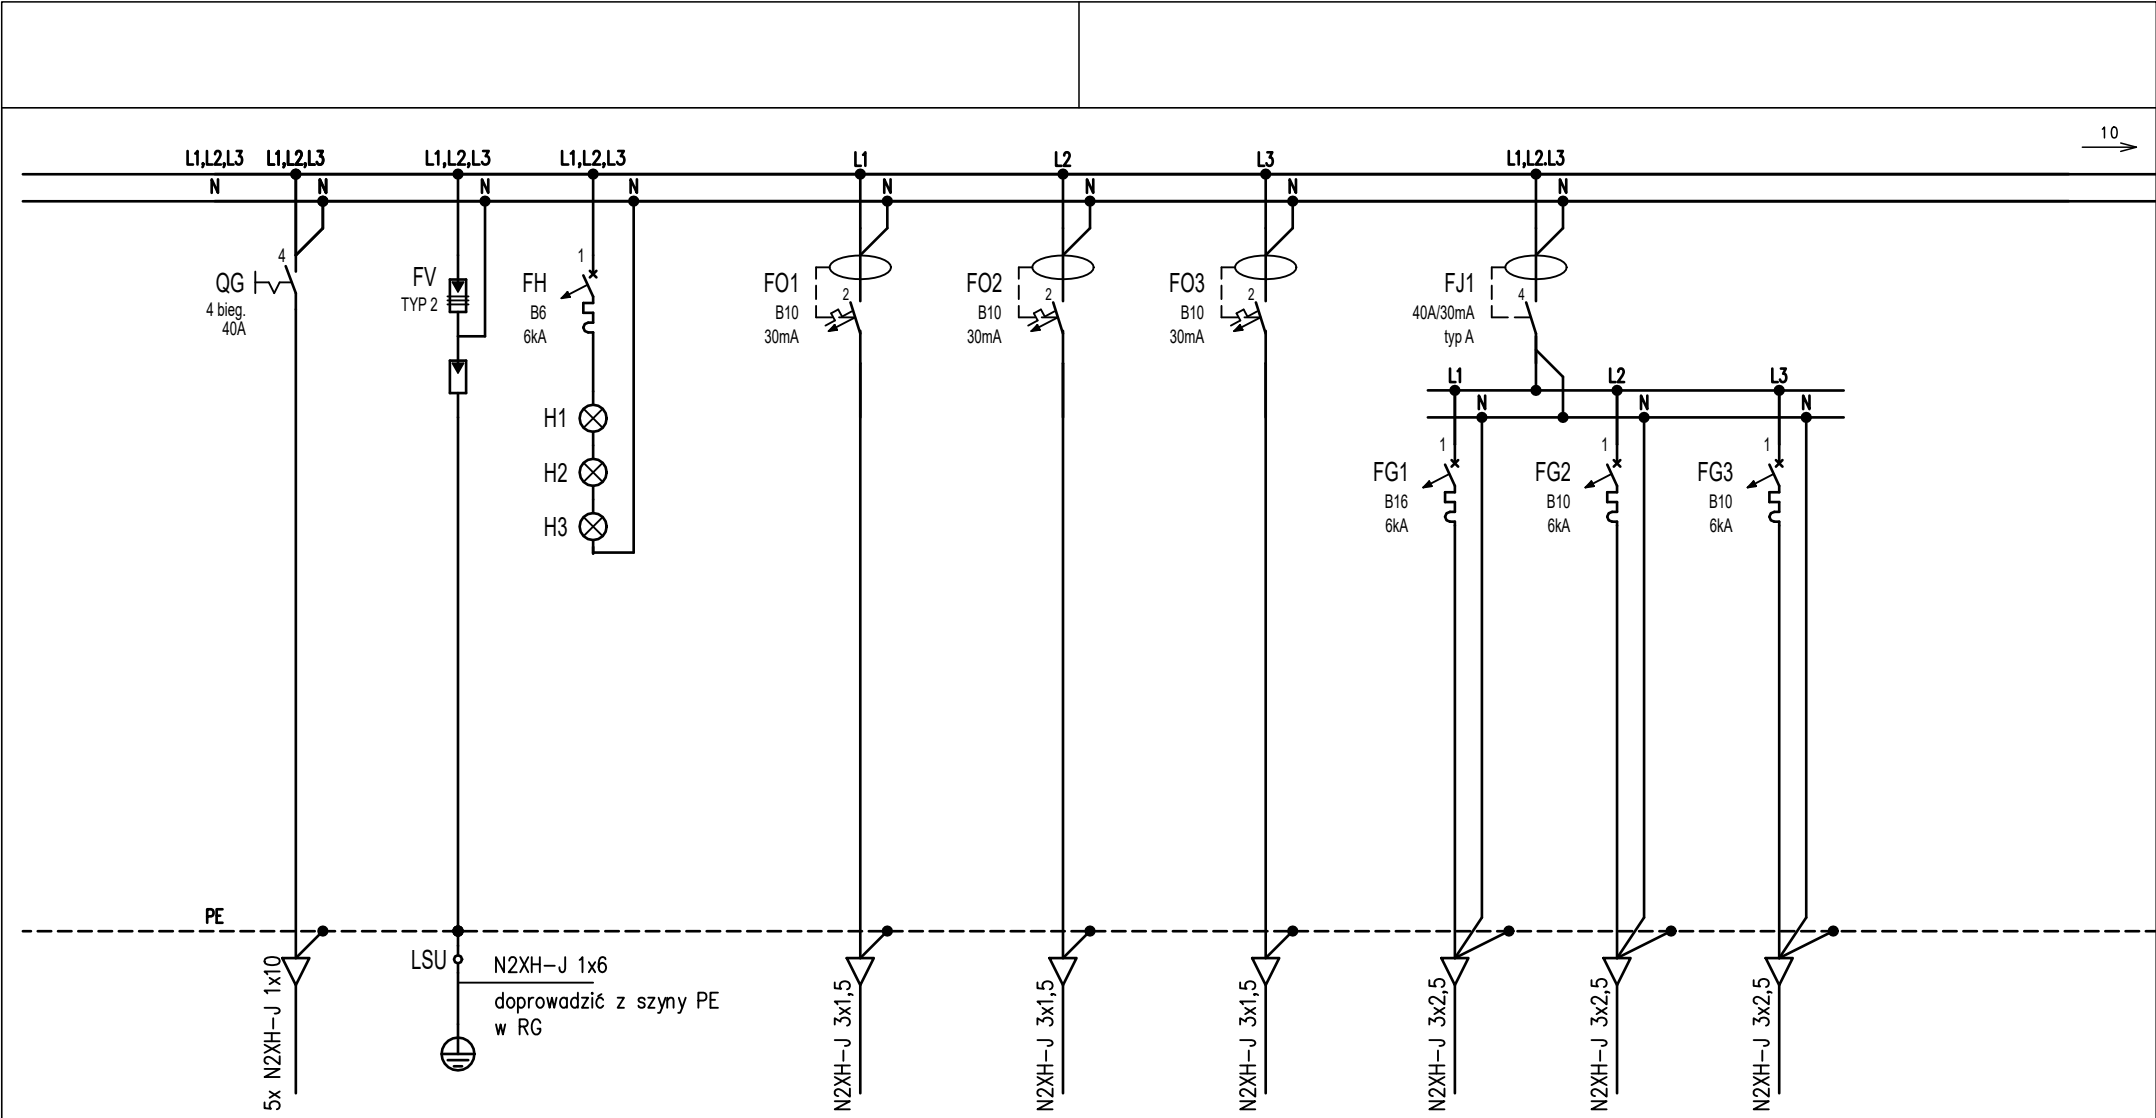 10
L1,L2,L3 L1,L2,L3 L1,L2,L3 L1,L2,L3 L1 L2 L3 L1,L2.L3
N N N N N N N N
QG
4 bieg.
40A
4
FV
TYP 2
FH
B6
6kA
1
H1
H2
H3
FO1
B10
30mA
2
FO2
B10
30mA
2
FO3
B10
30mA
2
FJ1
40A/30mA
typ A
4
L1 L2 L3
N N N
FG1
B16
6kA
1
FG2
B10
6kA
1
FG3
B10
6kA
1
PE
5x N2XH-J 1x10
LSU
N2XH-J 1x6
doprowadzić z szyny PE
w RG
N2XH-J 3x1,5
N2XH-J 3x1,5
N2XH-J 3x1,5
N2XH-J 3x2,5
N2XH-J 3x2,5
N2XH-J 3x2,5